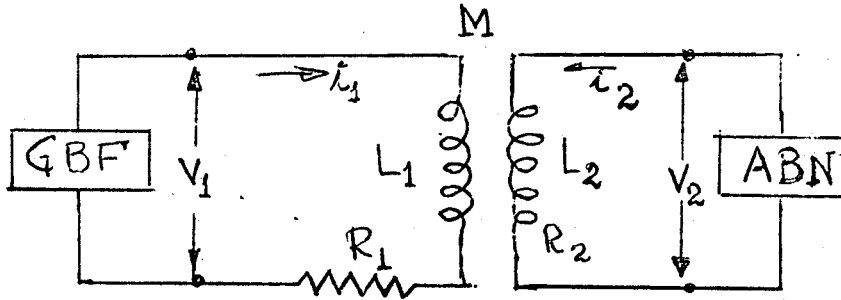 M
i₁
i₂
GBF
V₁
L₁
L₂
V₂
ABN
R₁
R₂